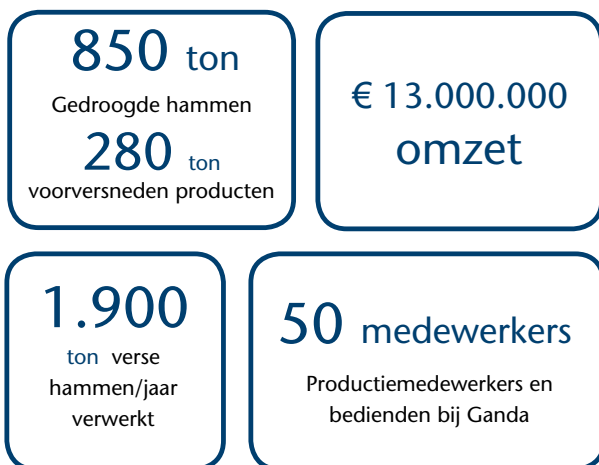 850 ton
Gedroogde hammen
280 ton
voorversneden producten
€ 13.000.000
omzet
1.900
ton verse
hammen/jaar
verwerkt
50 medewerkers
Productiemedewerkers en
bedienden bij Ganda